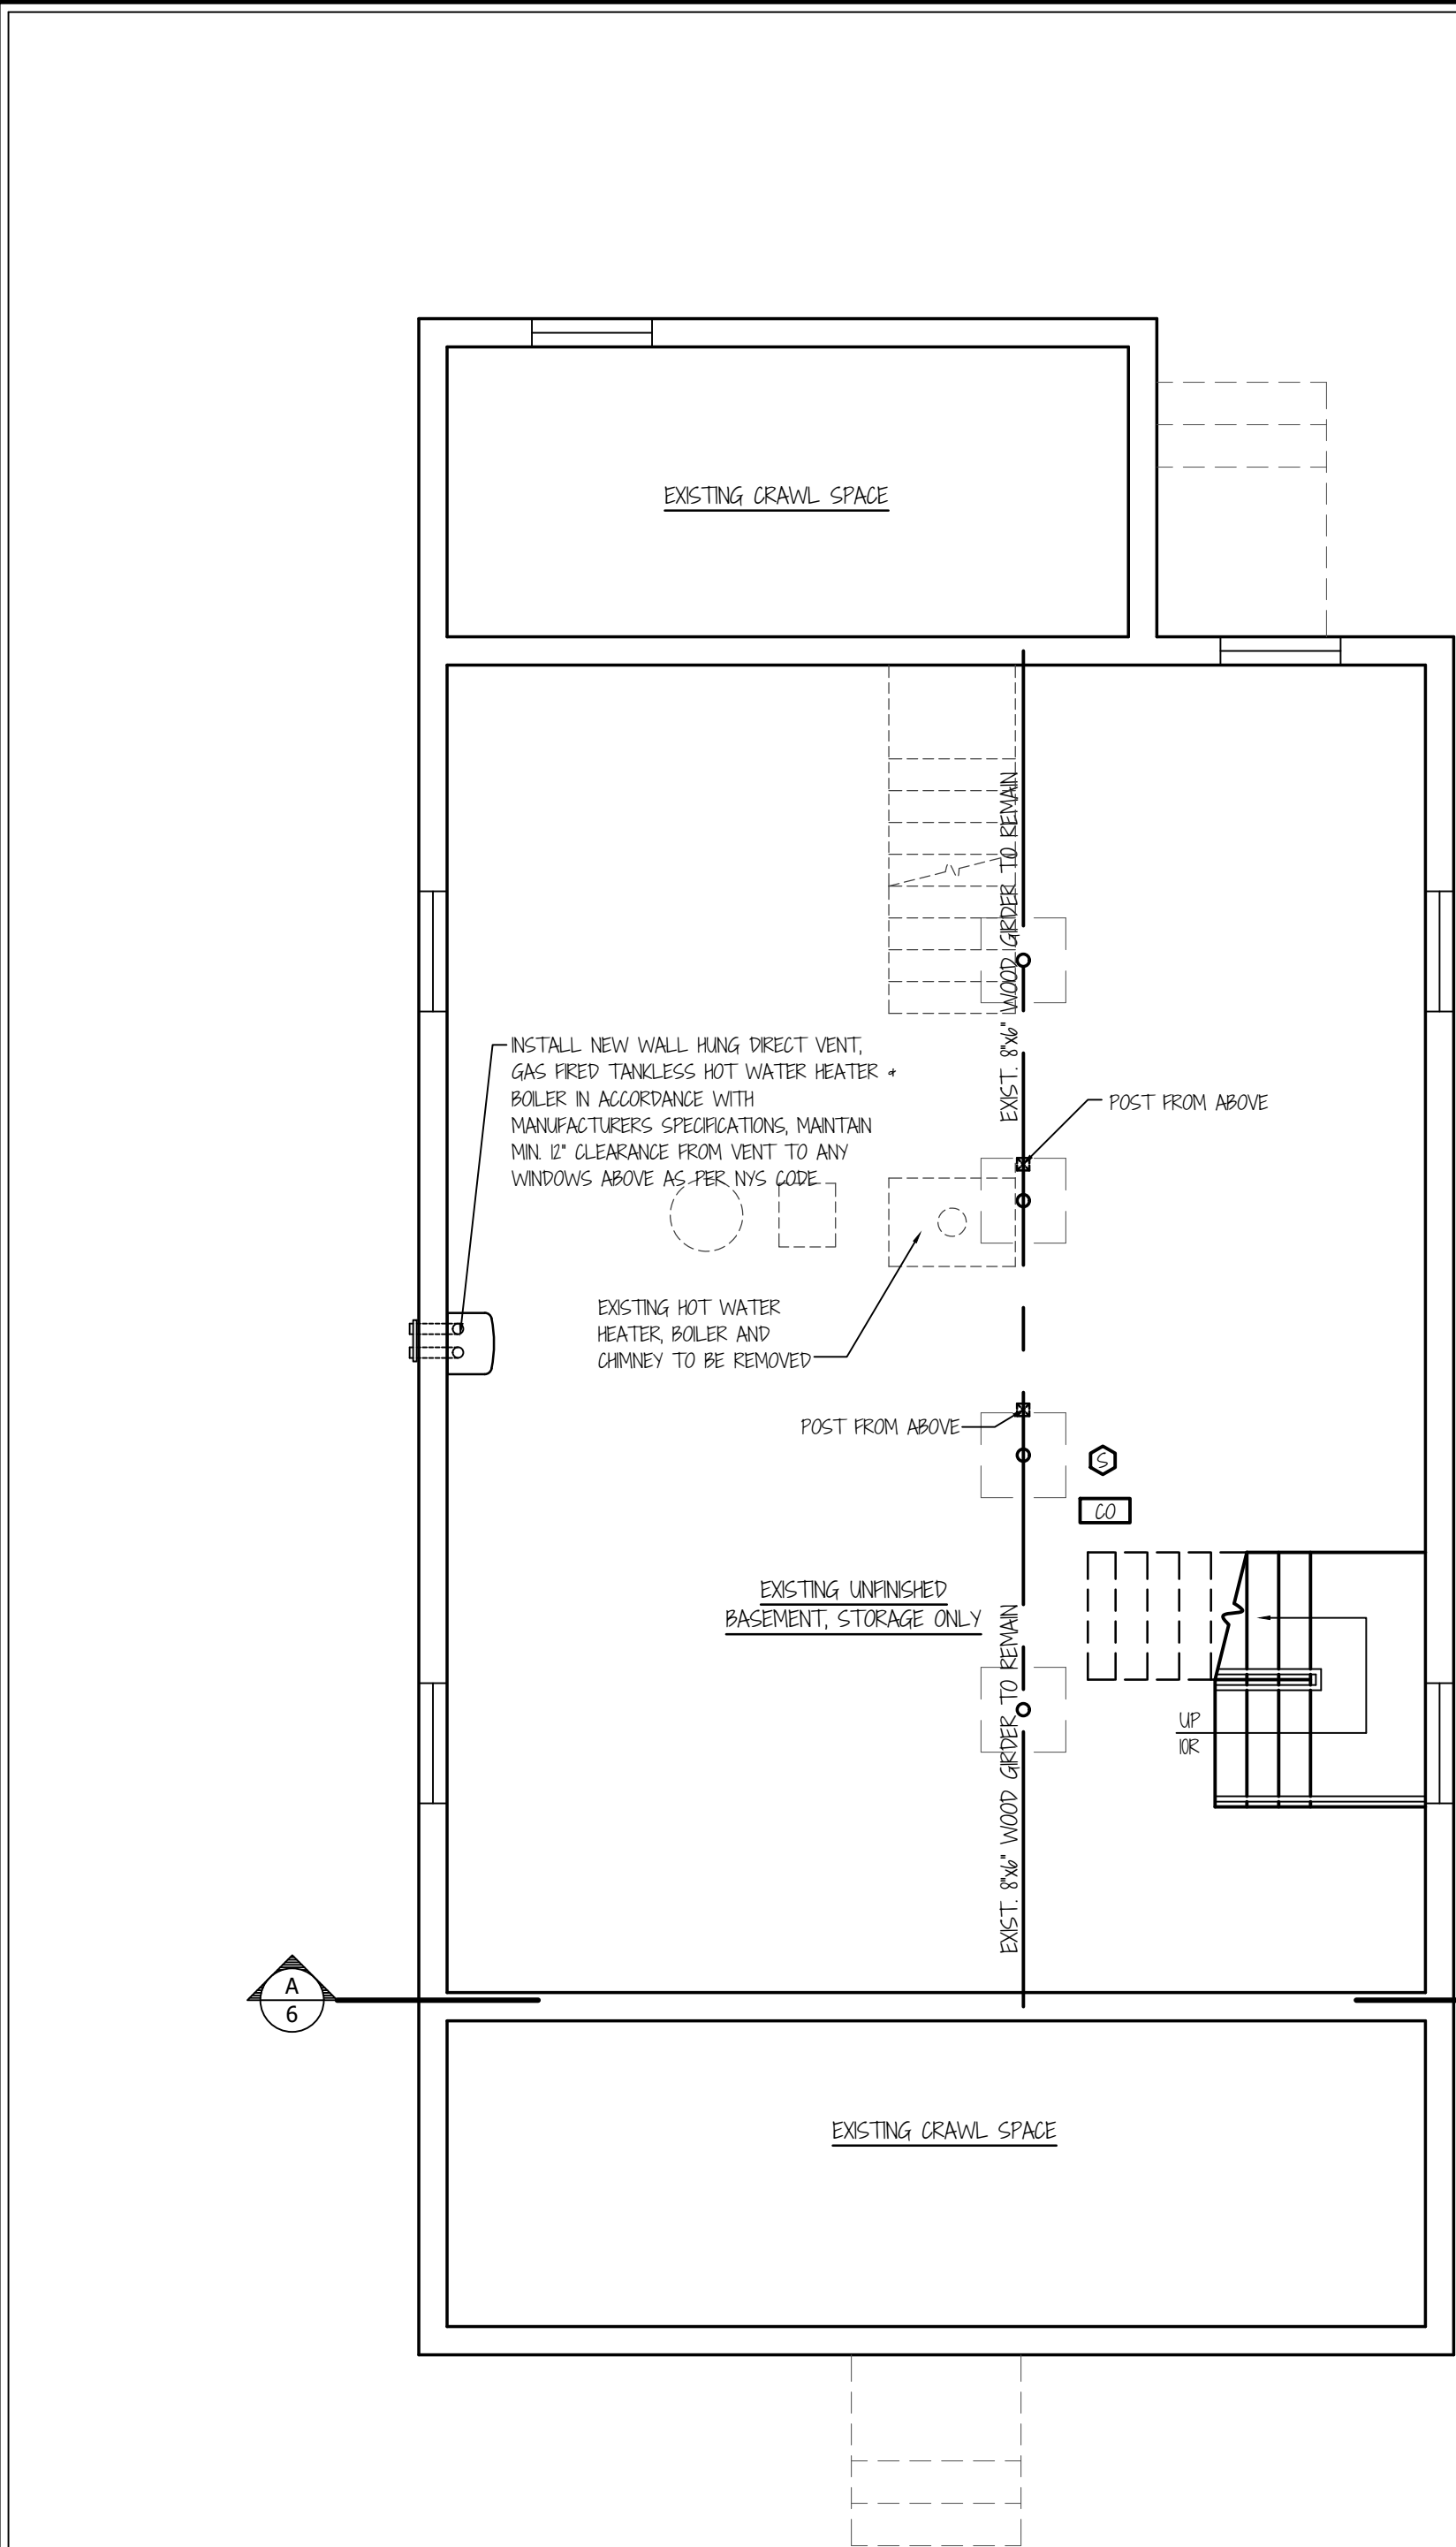 EXISTING CRAWL SPACE
EXIST. 8"x6" WOOD GIRDER TO REMAIN
INSTALL NEW WALL HUNG DIRECT VENT,
GAS FIRED TANKLESS HOT WATER HEATER &
BOILER IN ACCORDANCE WITH
MANUFACTURERS SPECIFICATIONS, MAINTAIN
MIN. 12" CLEARANCE FROM VENT TO ANY
WINDOWS ABOVE AS PER NYS CODE
POST FROM ABOVE
EXISTING HOT WATER
HEATER, BOILER AND
CHIMNEY TO BE REMOVED
POST FROM ABOVE
S
CO
EXISTING UNFINISHED
BASEMENT, STORAGE ONLY
EXIST. 8"x6" WOOD GIRDER TO REMAIN
UP
10R
A
6
EXISTING CRAWL SPACE